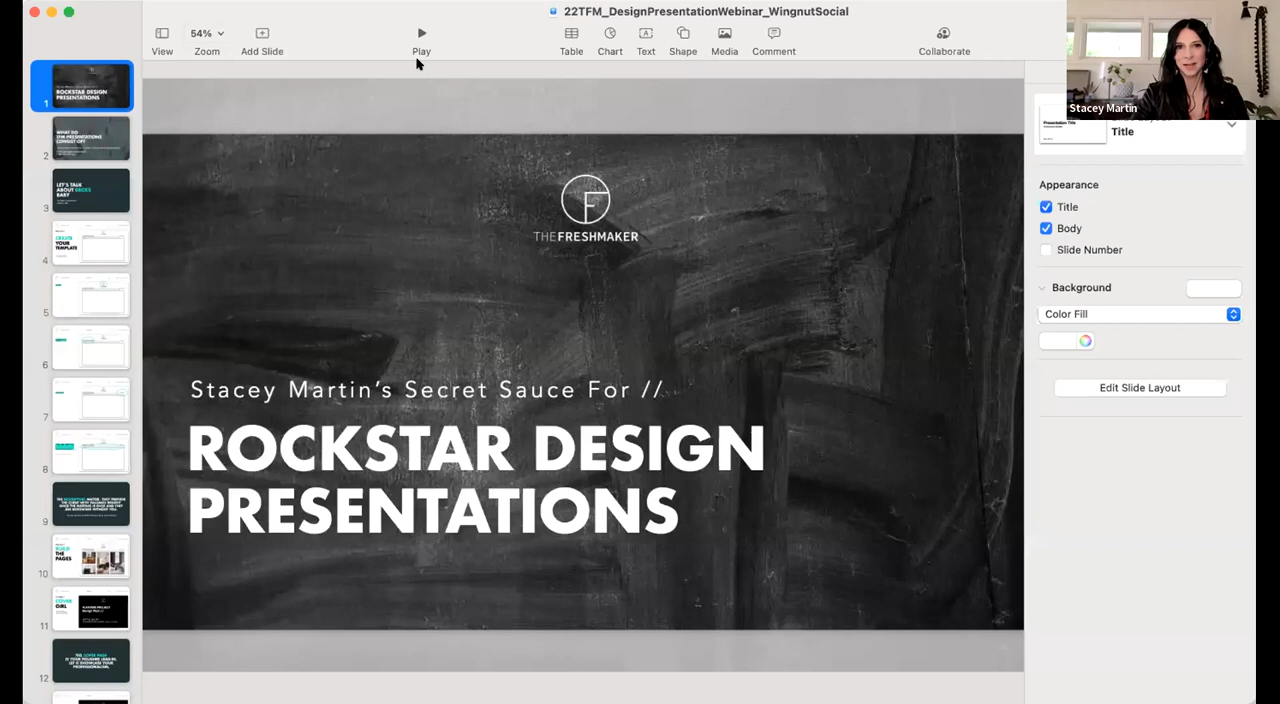 22TFM_DesignPresentationWebinar_WingnutSocial
54%
View
Zoom
Add Slide
Play
Table
Chart
Text
Shape
Media
Comment
Collaborate
Stacey Martin
Title
Appearance
Title
Body
Slide Number
Background
Color Fill
Edit Slide Layout
THEFRESHMAKER
Stacey Martin's Secret Sauce For //
ROCKSTAR DESIGN
PRESENTATIONS
1
ROCKSTAR DESIGN
PRESENTATIONS
2
WHAT DO
TFM PRESENTATIONS
CONSIST OF?
3
LET'S TALK
ABOUT DECKS
BABY
4
CREATE
YOUR
TEMPLATE
5
6
7
8
9
10
BUILD
THE
PAGES
11
COVER
GIRL
12